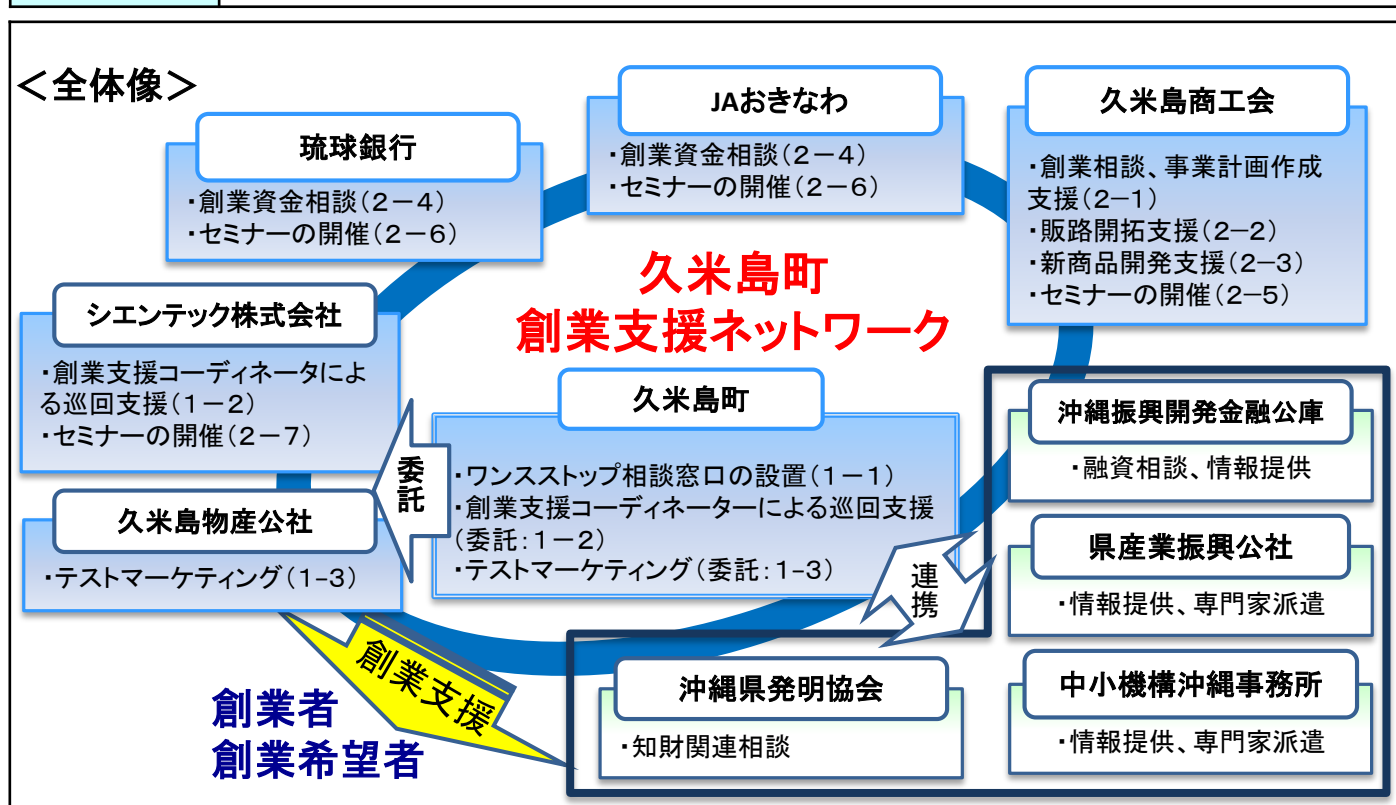 ＜全体像＞
琉球銀行
・創業資金相談（２－４）
・セミナーの開催（２－６）
JAおきなわ
・創業資金相談（2－4）
・セミナーの開催（2－6）
久米島商工会
・創業相談、事業計画作成
支援（2－1）
・販路開拓支援（2－2）
・新商品開発支援（2－3）
・セミナーの開催（2－5）
久米島町
創業支援ネットワーク
シエンテック株式会社
・創業支援コーディネータによ
る巡回支援（１－２）
・セミナーの開催（２－７）
久米島物産公社
・テストマーケティング（1-3）
委託
久米島町
・ワンスストップ相談窓口の設置（１－１）
・創業支援コーディネーターによる巡回支援
（委託：１－２）
・テストマーケティング（委託：１-３）
連携
沖縄振興開発金融公庫
・融資相談、情報提供
県産業振興公社
・情報提供、専門家派遣
中小機構沖縄事務所
・情報提供、専門家派遣
沖縄県発明協会
・知財関連相談
創業支援
創業者
創業希望者